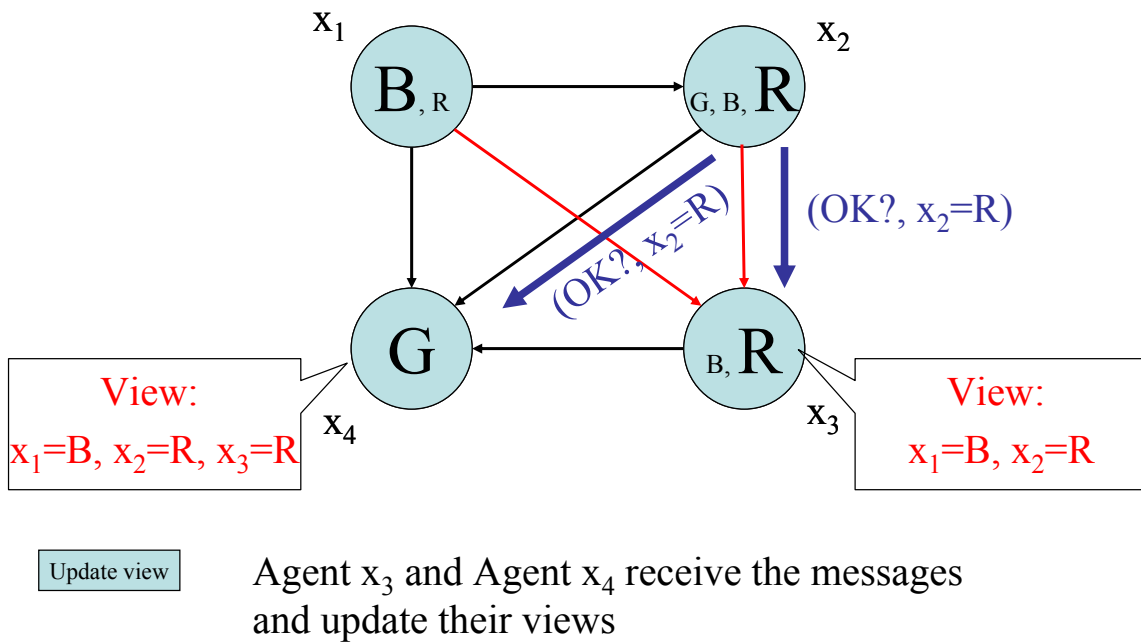 x₁
x₂
B, R
G, B, R
(OK?, x₂=R)
(OK?, x₂=R)
G
B, R
View:
x₁=B, x₂=R, x₃=R
x₄
x₃
View:
x₁=B, x₂=R
Update view
Agent x₃ and Agent x₄ receive the messages
and update their views